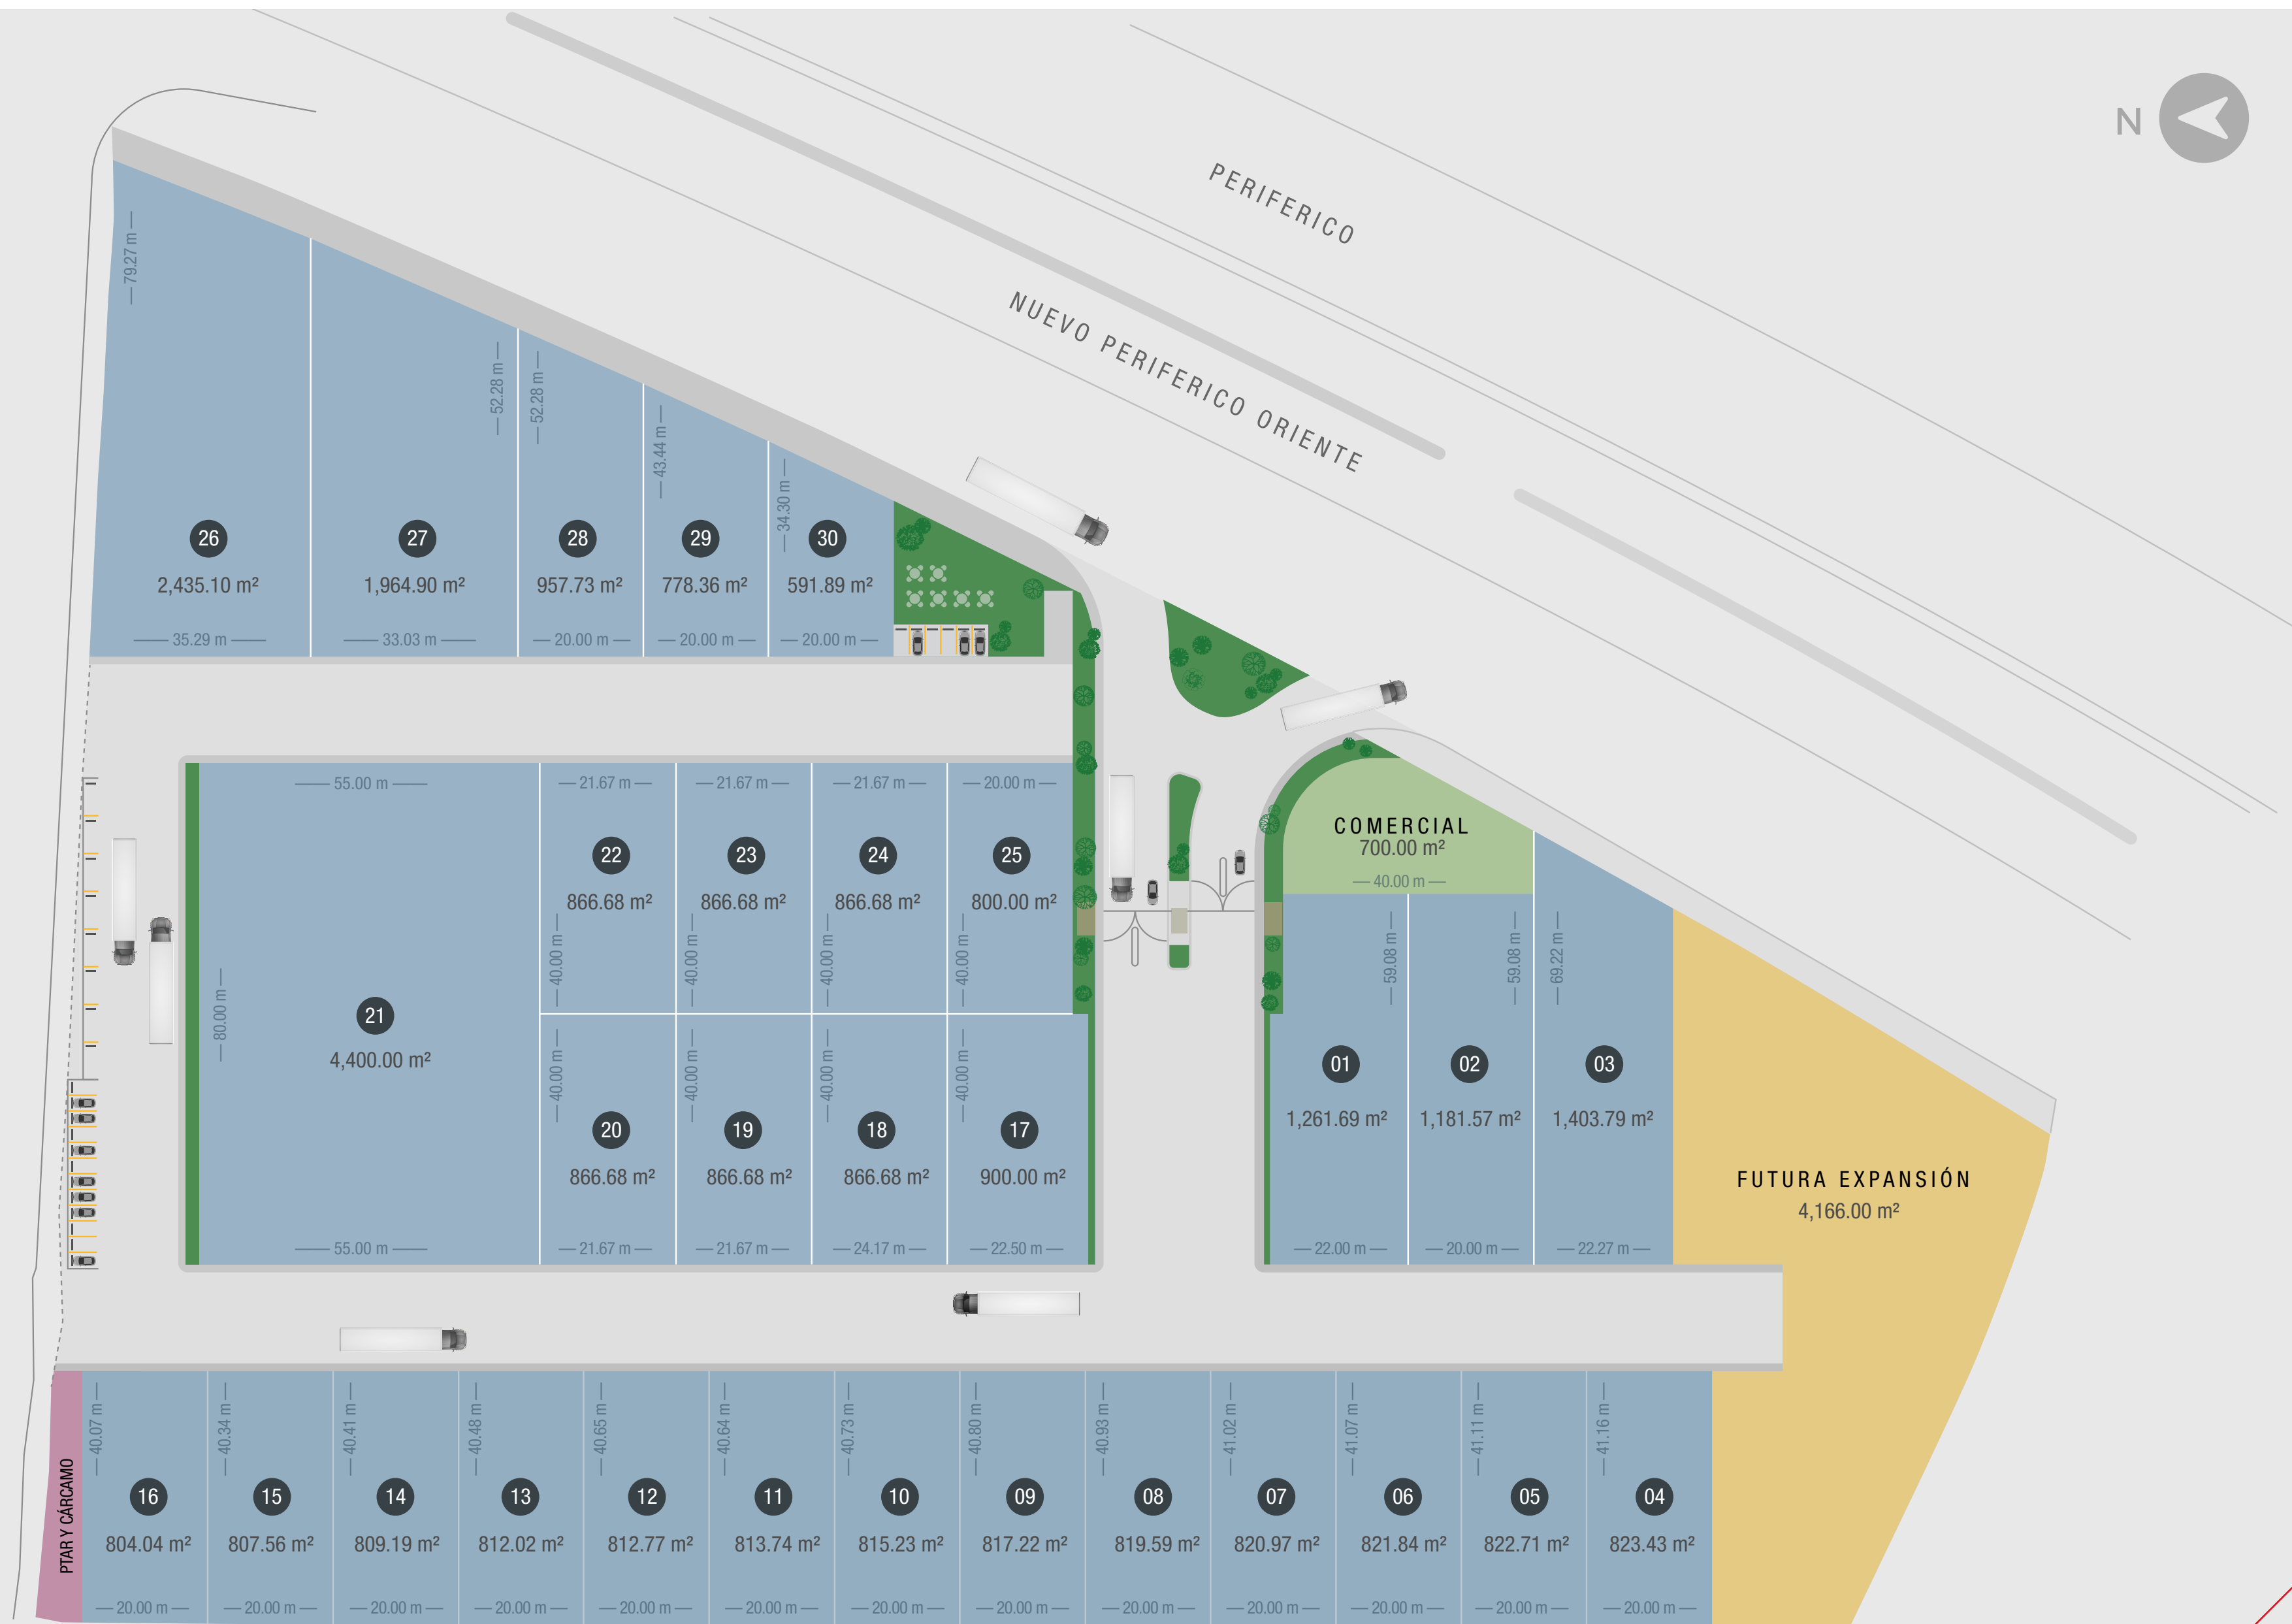 N
PERIFERICO
NUEVO PERIFERICO ORIENTE
79.27 m
52.28 m
52.28 m
43.44 m
34.30 m
26
27
28
29
30
2,435.10 m²
1,964.90 m²
957.73 m²
778.36 m²
591.89 m²
35.29 m
33.03 m
20.00 m
20.00 m
20.00 m
55.00 m
21.67 m
21.67 m
21.67 m
20.00 m
22
23
24
25
866.68 m²
866.68 m²
866.68 m²
800.00 m²
40.00 m
40.00 m
40.00 m
40.00 m
80.00 m
21
4,400.00 m²
40.00 m
40.00 m
40.00 m
40.00 m
20
19
18
17
866.68 m²
866.68 m²
866.68 m²
900.00 m²
55.00 m
21.67 m
21.67 m
24.17 m
22.50 m
COMERCIAL
700.00 m²
40.00 m
59.08 m
59.08 m
69.22 m
01
02
03
1,261.69 m²
1,181.57 m²
1,403.79 m²
22.00 m
20.00 m
22.27 m
FUTURA EXPANSIÓN
4,166.00 m²
PTAR Y CÁRCAMO
40.07 m
40.34 m
40.41 m
40.48 m
40.65 m
40.64 m
40.73 m
40.80 m
40.93 m
41.02 m
41.07 m
41.11 m
41.16 m
16
15
14
13
12
11
10
09
08
07
06
05
04
804.04 m²
807.56 m²
809.19 m²
812.02 m²
812.77 m²
813.74 m²
815.23 m²
817.22 m²
819.59 m²
820.97 m²
821.84 m²
822.71 m²
823.43 m²
20.00 m
20.00 m
20.00 m
20.00 m
20.00 m
20.00 m
20.00 m
20.00 m
20.00 m
20.00 m
20.00 m
20.00 m
20.00 m